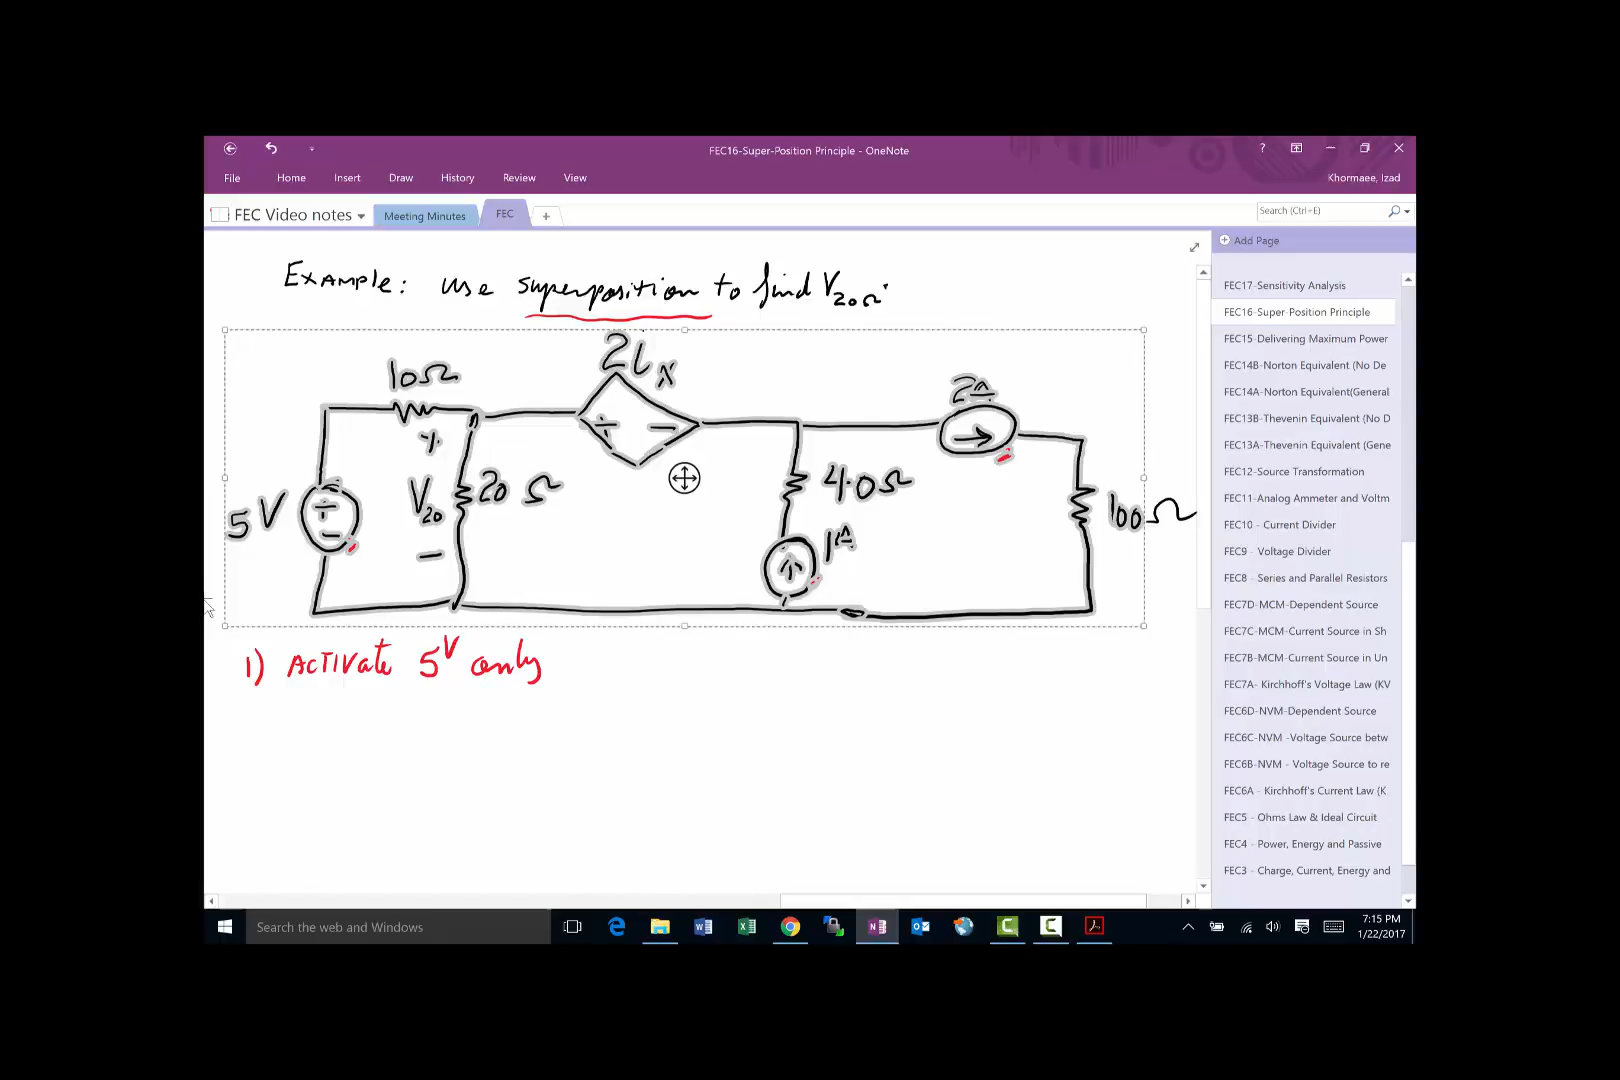 FEC16-Super-Position Principle - OneNote
?
File Home Insert Draw History Review View
Khormaee, Izad
FEC Video notes Meeting Minutes FEC +
Search (Ctrl+E)
Add Page
Example: use superposition to find V20Ω.
10Ω
+
V20
-
20 Ω
5V
+
-
2ix
+ -
40Ω
1A
2A
100Ω
1) Activate 5V only
FEC17-Sensitivity Analysis
FEC16-Super-Position Principle
FEC15-Delivering Maximum Power
FEC14B-Norton Equivalent (No De
FEC14A-Norton Equivalent(General
FEC13B-Thevenin Equivalent (No D
FEC13A-Thevenin Equivalent (Gene
FEC12-Source Transformation
FEC11-Analog Ammeter and Voltm
FEC10 - Current Divider
FEC9 - Voltage Divider
FEC8 - Series and Parallel Resistors
FEC7D-MCM-Dependent Source
FEC7C-MCM-Current Source in Sh
FEC7B-MCM-Current Source in Un
FEC7A- Kirchhoff's Voltage Law (KV
FEC6D-NVM-Dependent Source
FEC6C-NVM -Voltage Source betw
FEC6B-NVM - Voltage Source to re
FEC6A - Kirchhoff's Current Law (K
FEC5 - Ohms Law & Ideal Circuit
FEC4 - Power, Energy and Passive
FEC3 - Charge, Current, Energy and
Search the web and Windows
7:15 PM
1/22/2017